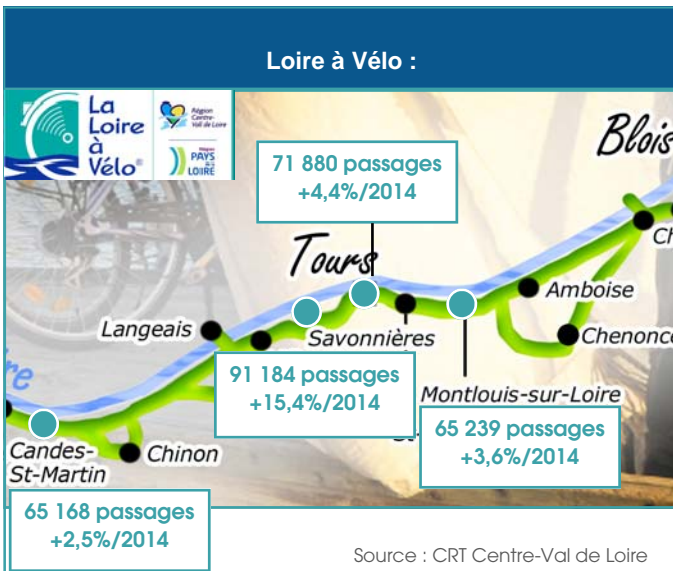 Loire à Vélo :
La
Loire
à
Vélo®
Région
Centre-
Val de Loire
Région
PAYS
de la
LOIRE
71 880 passages
+4,4%/2014
Blois
Ch
Tours
Amboise
Langeais
Savonnières
Chenonce
91 184 passages
+15,4%/2014
Montlouis-sur-Loire
65 239 passages
+3,6%/2014
Candes-
St-Martin
Chinon
65 168 passages
+2,5%/2014
Source : CRT Centre-Val de Loire